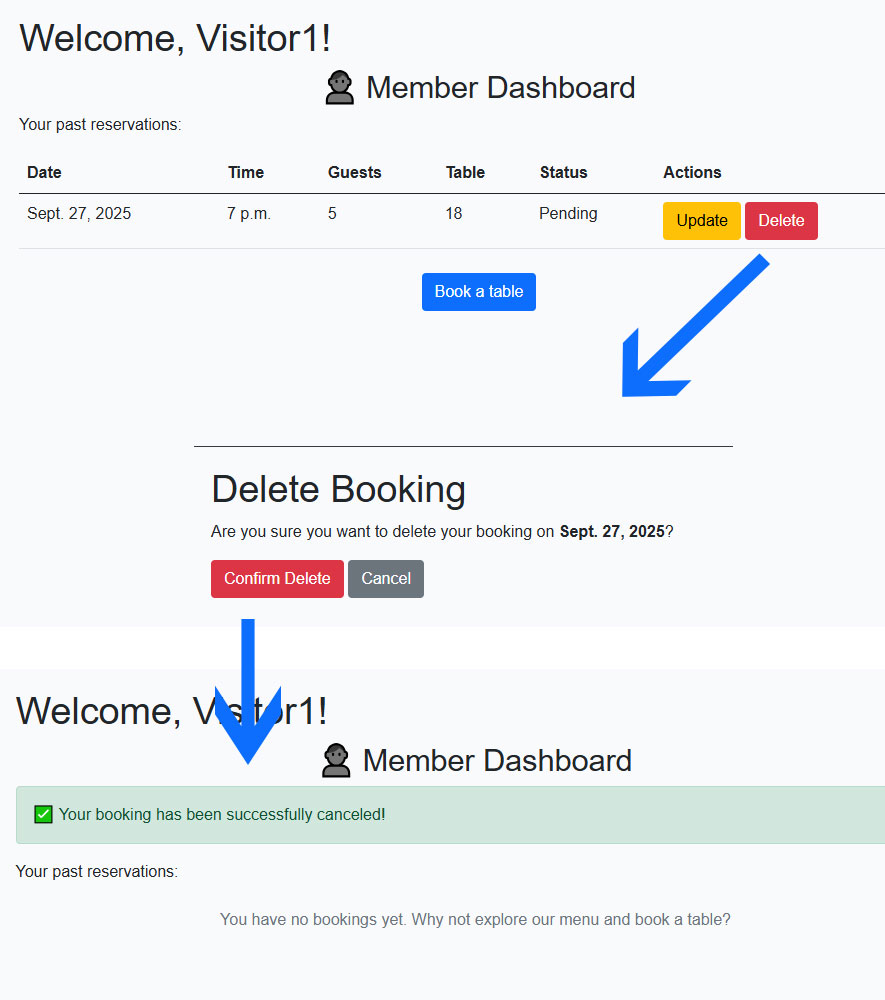 Welcome, Visitor1!
Member Dashboard
Your past reservations:
Date Time Guests Table Status Actions
Sept. 27, 2025 7 p.m. 5 18 Pending Update Delete
Book a table
Delete Booking
Are you sure you want to delete your booking on Sept. 27, 2025?
Confirm Delete Cancel
Welcome, Visitor1!
Member Dashboard
Your booking has been successfully canceled!
Your past reservations:
You have no bookings yet. Why not explore our menu and book a table?